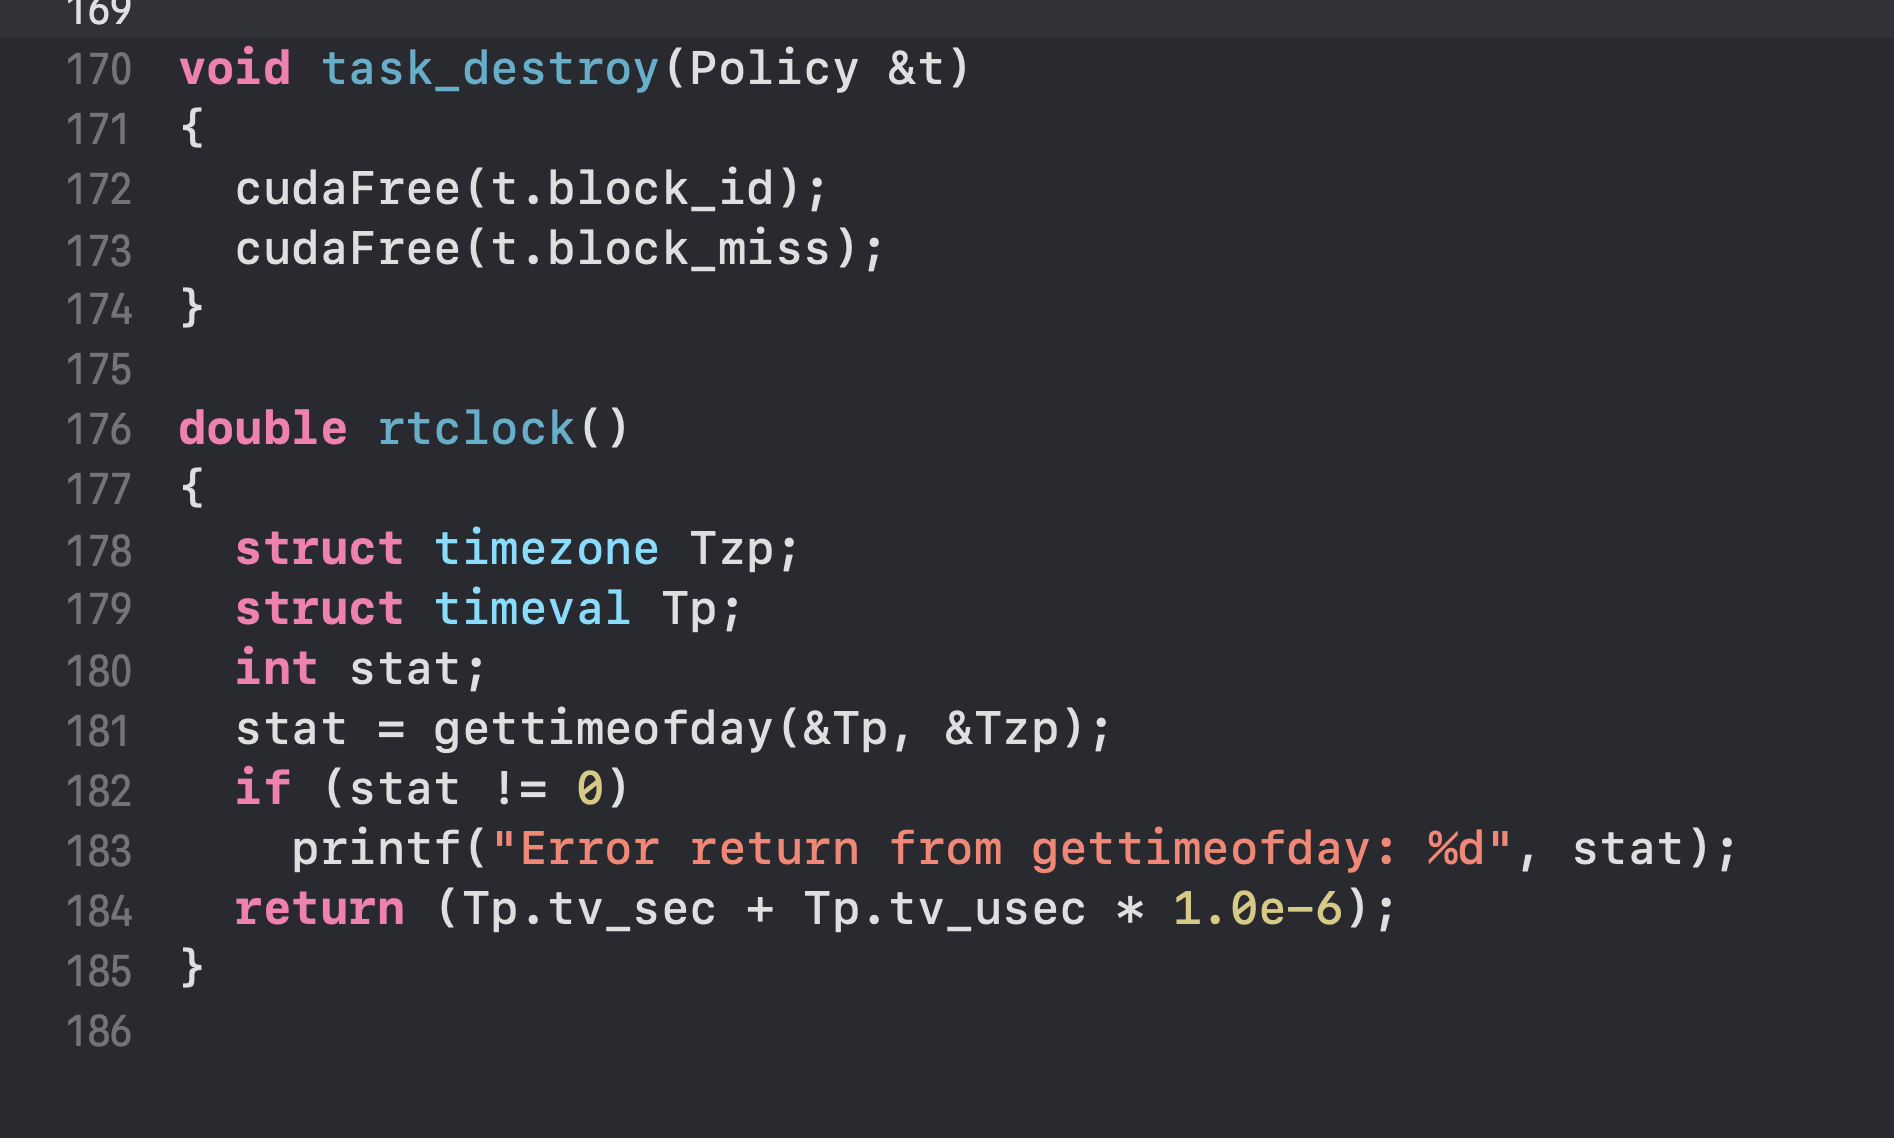 169
170 void task_destroy(Policy &t)
171 {
172   cudaFree(t.block_id);
173   cudaFree(t.block_miss);
174 }
175
176 double rtclock()
177 {
178   struct timezone Tzp;
179   struct timeval Tp;
180   int stat;
181   stat = gettimeofday(&Tp, &Tzp);
182   if (stat != 0)
183     printf("Error return from gettimeofday: %d", stat);
184   return (Tp.tv_sec + Tp.tv_usec * 1.0e-6);
185 }
186